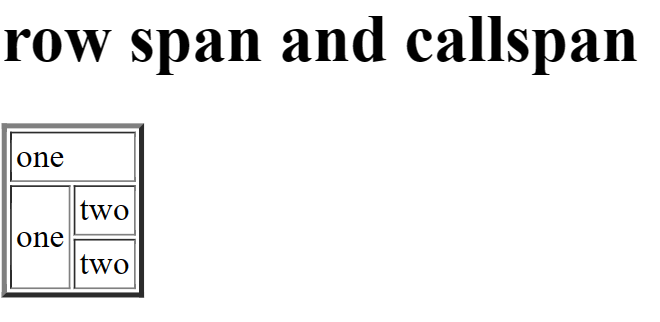 row span and callspan
one
one two
two